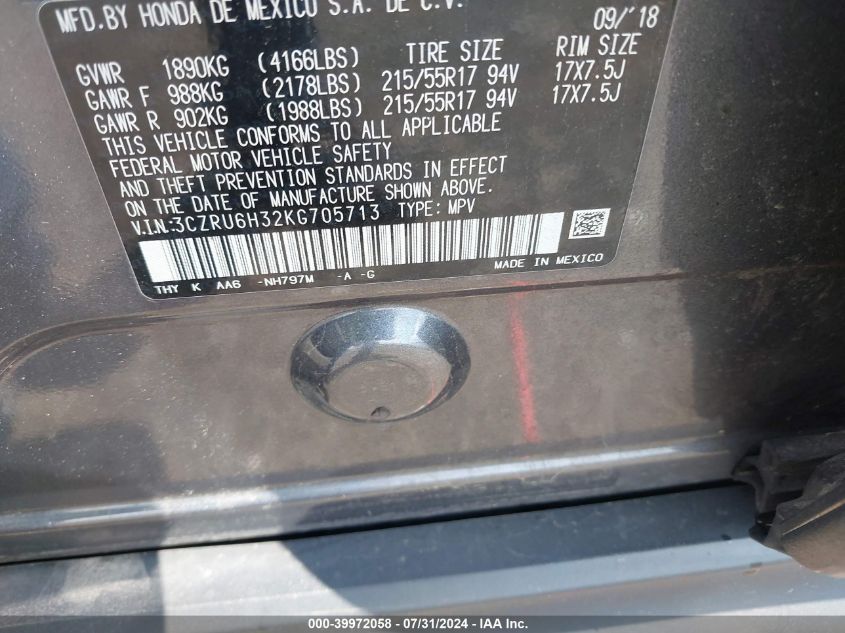 MFD.BY HONDA DE MEXICO S.A. DE C.V. 09/'18
GVWR 1890KG (4166LBS) TIRE SIZE RIM SIZE
GAWR F 988KG (2178LBS) 215/55R17 94V 17X7.5J
GAWR R 902KG (1988LBS) 215/55R17 94V 17X7.5J
THIS VEHICLE CONFORMS TO ALL APPLICABLE
FEDERAL MOTOR VEHICLE SAFETY
AND THEFT PREVENTION STANDARDS IN EFFECT
ON THE DATE OF MANUFACTURE SHOWN ABOVE.
V.I.N.:3CZRU6H32KG705713 TYPE: MPV
THY K AA6 -NH797M -A -G MADE IN MEXICO
000-39972058 - 07/31/2024 - IAA Inc.